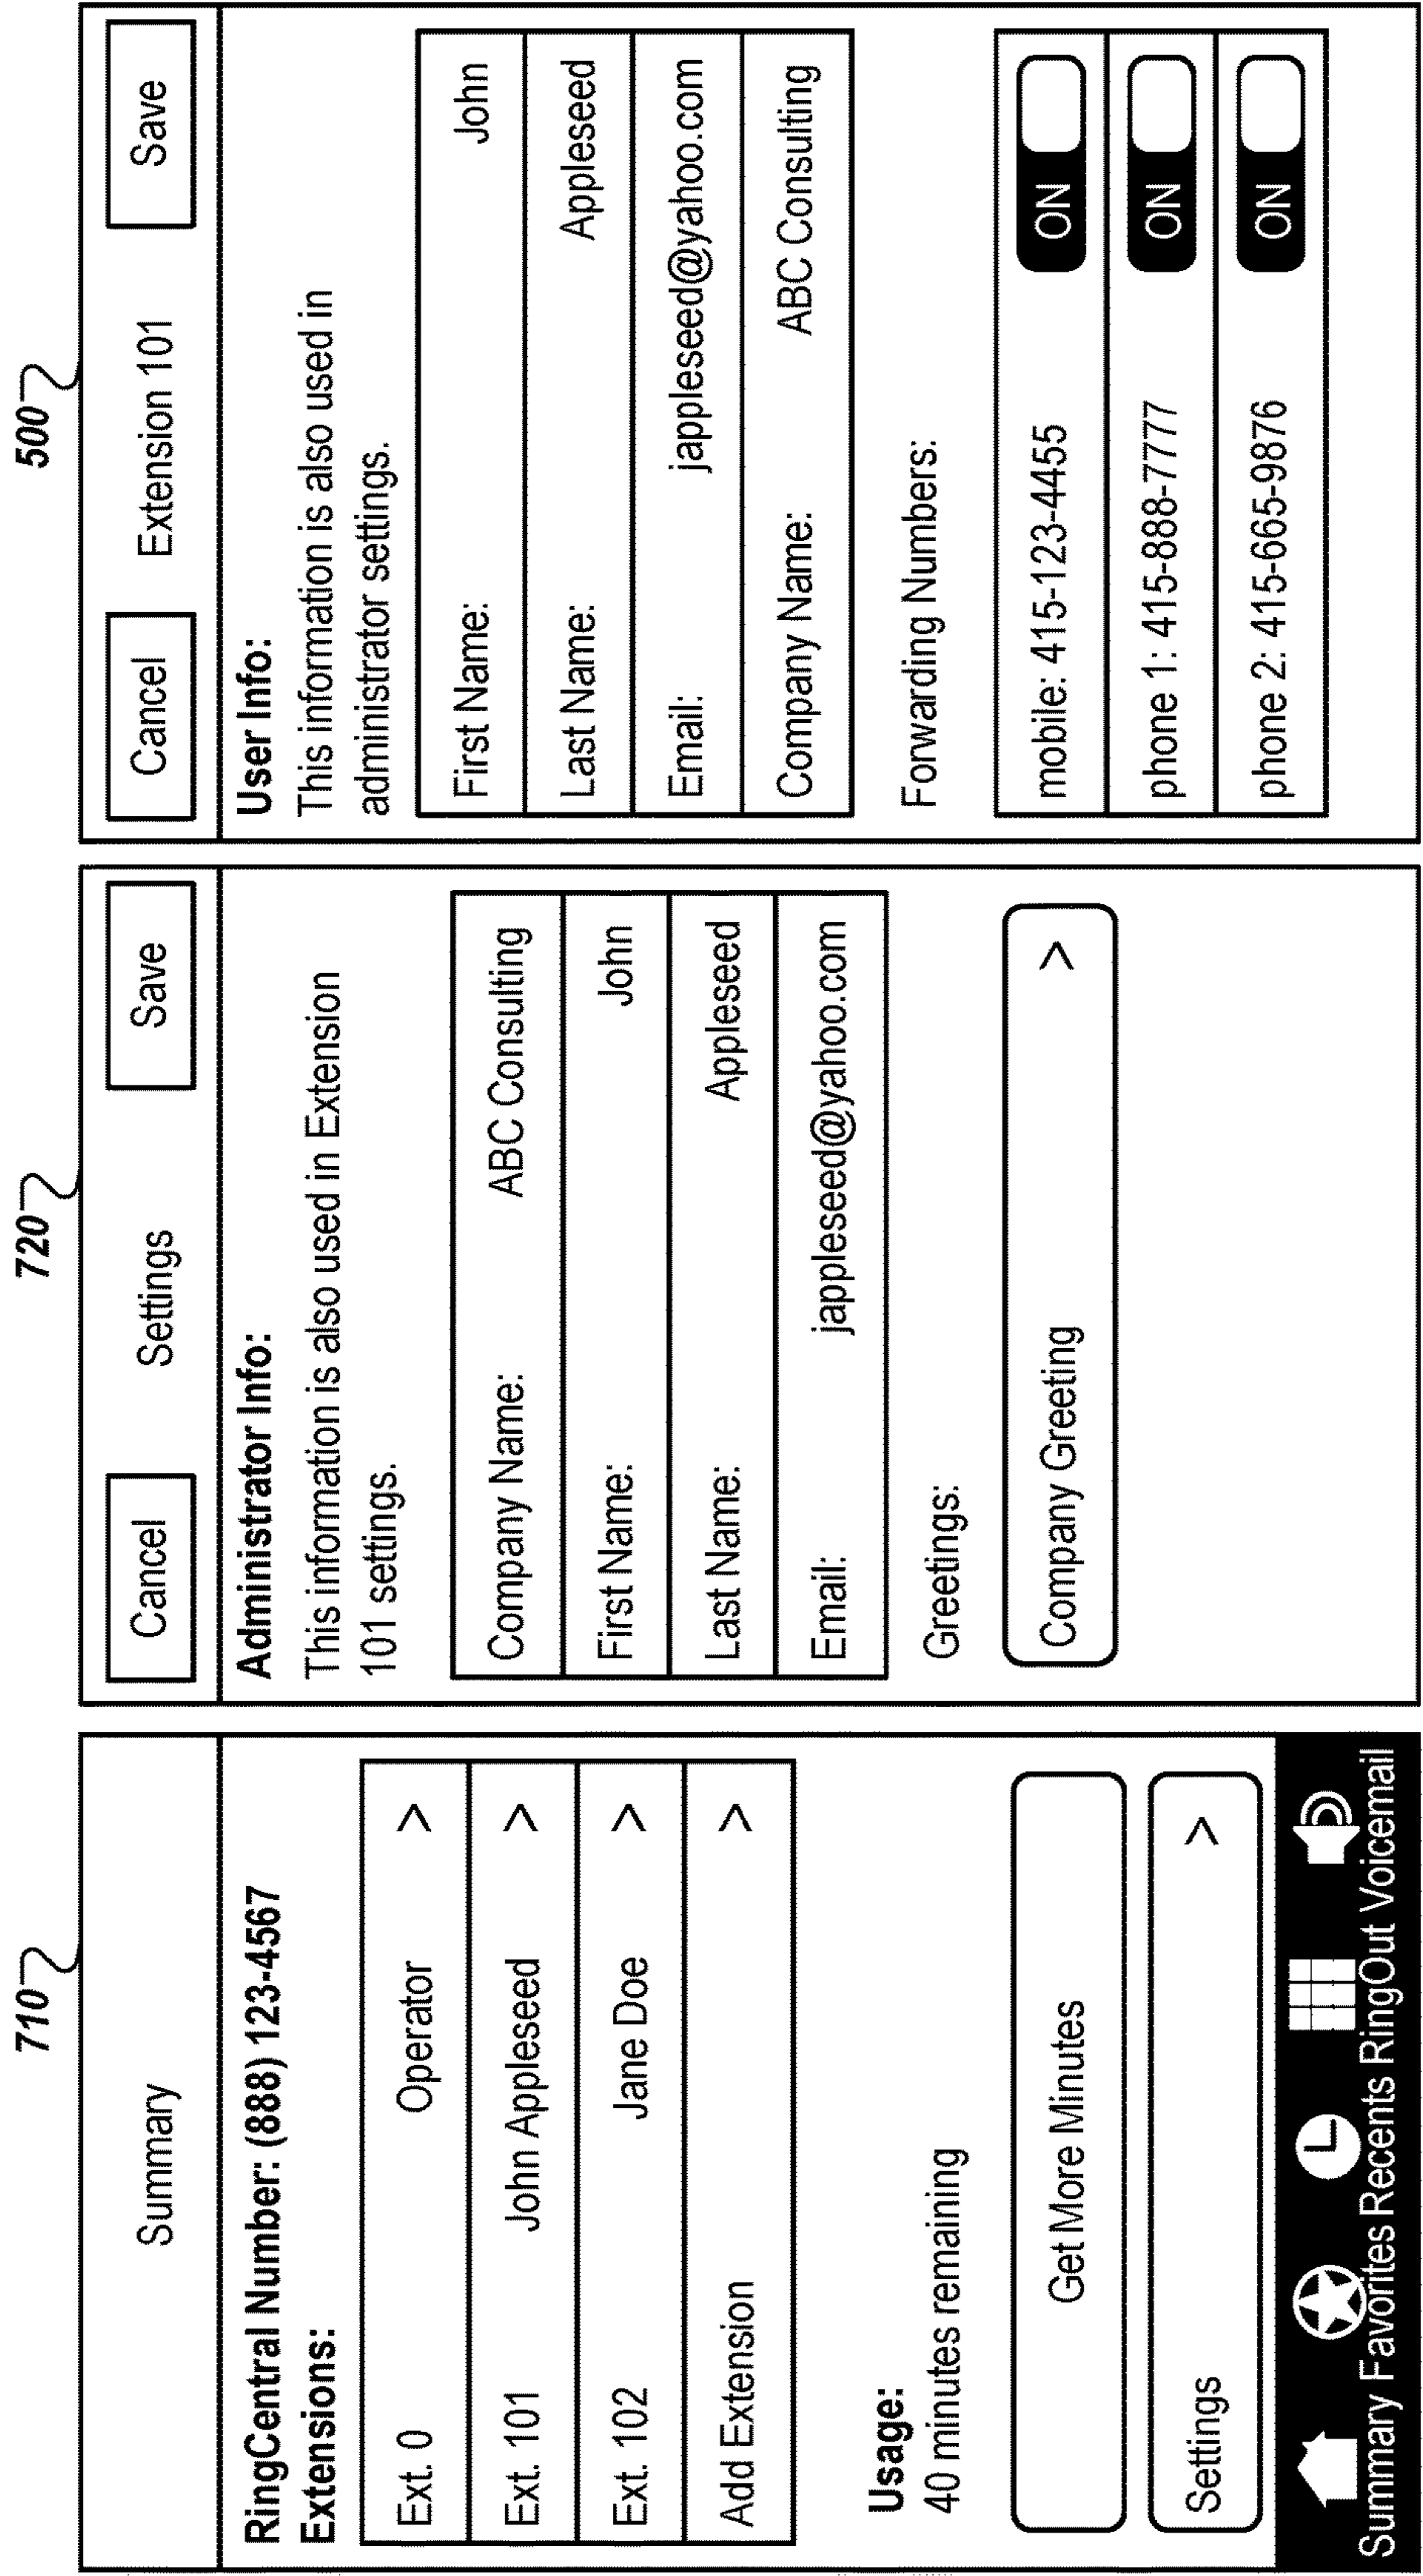 710
Summary
RingCentral Number: (888) 123-4567
Extensions:
Ext. 0 Operator >
Ext. 101 John Appleseed >
Ext. 102 Jane Doe >
Add Extension >
Usage:
40 minutes remaining
Get More Minutes
Settings >
Summary Favorites Recents RingOut Voicemail
720
Cancel Settings Save
Administrator Info:
This information is also used in Extension
101 settings.
Company Name: ABC Consulting
First Name: John
Last Name: Appleseed
Email: jappleseed@yahoo.com
Greetings:
Company Greeting >
500
Cancel Extension 101 Save
User Info:
This information is also used in
administrator settings.
First Name: John
Last Name: Appleseed
Email: jappleseed@yahoo.com
Company Name: ABC Consulting
Forwarding Numbers:
mobile: 415-123-4455 ON
phone 1: 415-888-7777 ON
phone 2: 415-665-9876 ON